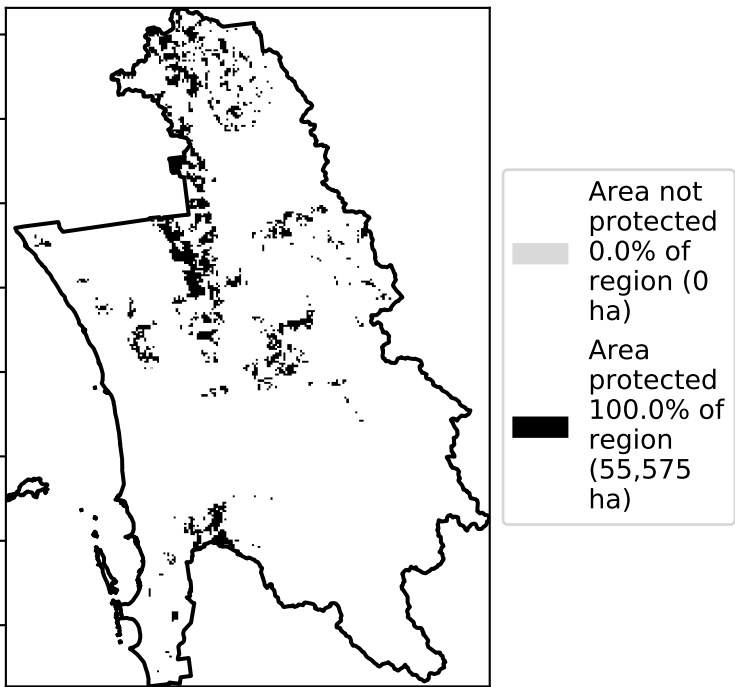 Area not
protected
0.0% of
region (0
ha)
Area
protected
100.0% of
region
(55,575
ha)